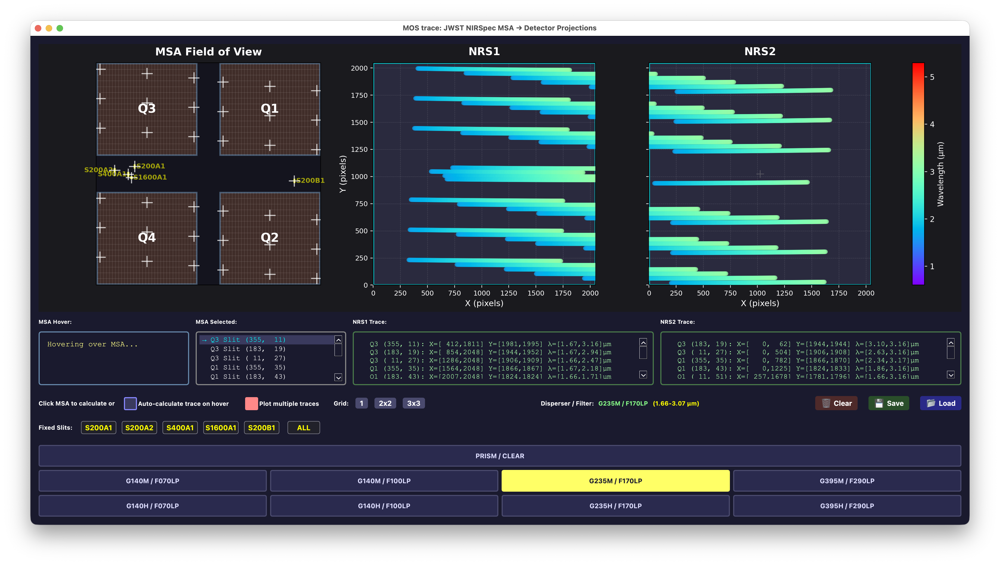 MOS trace: JWST NIRSpec MSA → Detector Projections
MSA Field of View
NRS1
NRS2
Q3
Q1
Q4
Q2
S200A2
S200A1
S400A1
S1600A1
S200B1
Y (pixels)
2000
1750
1500
1250
1000
750
500
250
0
0 250 500 750 1000 1250 1500 1750 2000
X (pixels)
0 250 500 750 1000 1250 1500 1750 2000
X (pixels)
5
4
3
2
1
Wavelength (μm)
MSA Hover:
Hovering over MSA...
MSA Selected:
→ Q3 Slit (355, 11)
Q3 Slit (183, 19)
Q3 Slit ( 11, 27)
Q1 Slit (355, 35)
Q1 Slit (183, 43)
NRS1 Trace:
Q3 (355, 11): X=[ 412,1811] Y=[1981,1995] λ=[1.67,3.16]μm
Q3 (183, 19): X=[ 854,2048] Y=[1944,1952] λ=[1.67,2.94]μm
Q3 ( 11, 27): X=[1286,2048] Y=[1906,1909] λ=[1.66,2.47]μm
Q1 (355, 35): X=[1564,2048] Y=[1866,1867] λ=[1.67,2.18]μm
Q1 (183, 43): X=[2007,2048] Y=[1824,1824] λ=[1.66,1.71]μm
NRS2 Trace:
Q3 (183, 19): X=[ 0, 62] Y=[1944,1944] λ=[3.10,3.16]μm
Q3 ( 11, 27): X=[ 0, 504] Y=[1906,1908] λ=[2.63,3.16]μm
Q1 (355, 35): X=[ 0, 782] Y=[1866,1870] λ=[2.34,3.17]μm
Q1 (183, 43): X=[ 0,1225] Y=[1824,1833] λ=[1.86,3.16]μm
Q1 ( 11, 51): X=[ 257,1678] Y=[1781,1796] λ=[1.66,3.16]μm
Click MSA to calculate or
Auto-calculate trace on hover
Plot multiple traces
Grid:
1
2x2
3x3
Disperser / Filter: G235M / F170LP (1.66-3.07 μm)
Clear
Save
Load
Fixed Slits:
S200A1
S200A2
S400A1
S1600A1
S200B1
ALL
PRISM / CLEAR
G140M / F070LP
G140M / F100LP
G235M / F170LP
G395M / F290LP
G140H / F070LP
G140H / F100LP
G235H / F170LP
G395H / F290LP